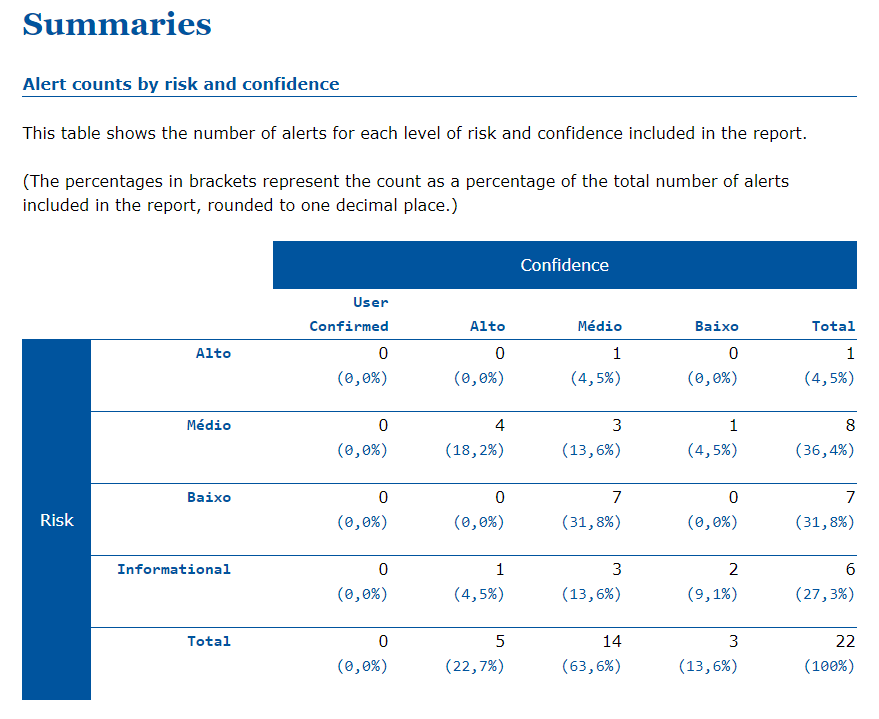 Summaries
Alert counts by risk and confidence
This table shows the number of alerts for each level of risk and confidence included in the report.
(The percentages in brackets represent the count as a percentage of the total number of alerts
included in the report, rounded to one decimal place.)
Confidence
User
Confirmed Alto Médio Baixo Total
Alto 0 0 1 0 1
(0,0%) (0,0%) (4,5%) (0,0%) (4,5%)
Médio 0 4 3 1 8
(0,0%) (18,2%) (13,6%) (4,5%) (36,4%)
Baixo 0 0 7 0 7
Risk (0,0%) (0,0%) (31,8%) (0,0%) (31,8%)
Informational 0 1 3 2 6
(0,0%) (4,5%) (13,6%) (9,1%) (27,3%)
Total 0 5 14 3 22
(0,0%) (22,7%) (63,6%) (13,6%) (100%)